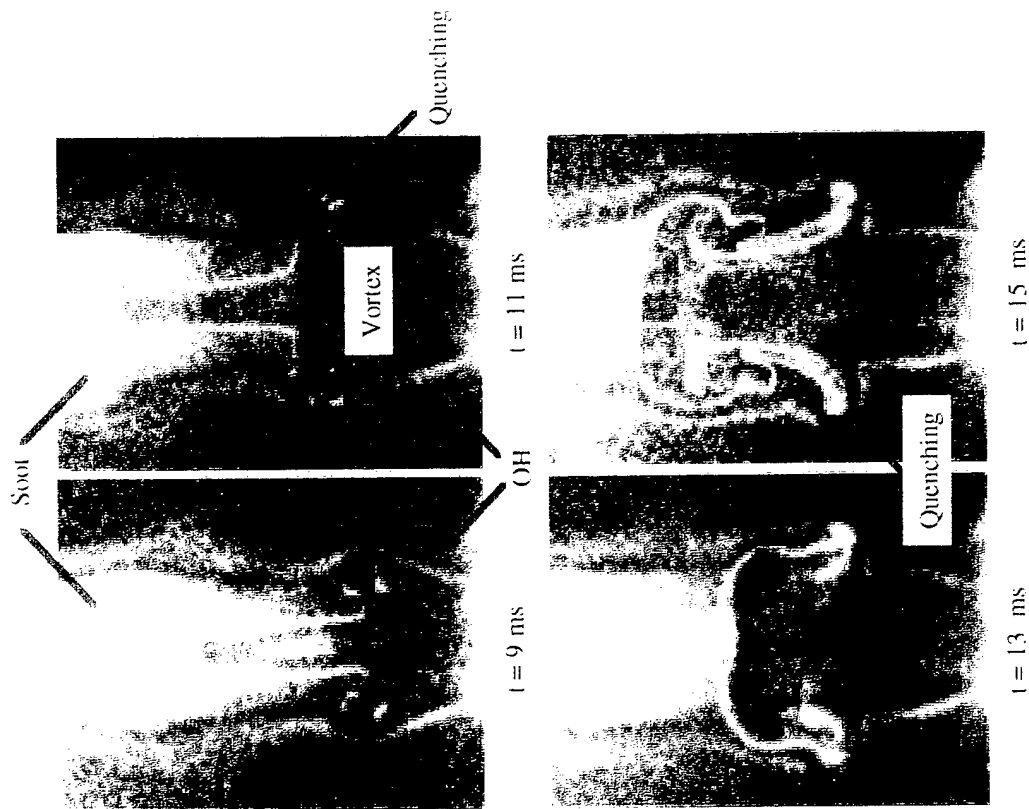 Soot
Quenching
Vortex
t = 9 ms
OH
t = 11 ms
Quenching
t = 13 ms
t = 15 ms